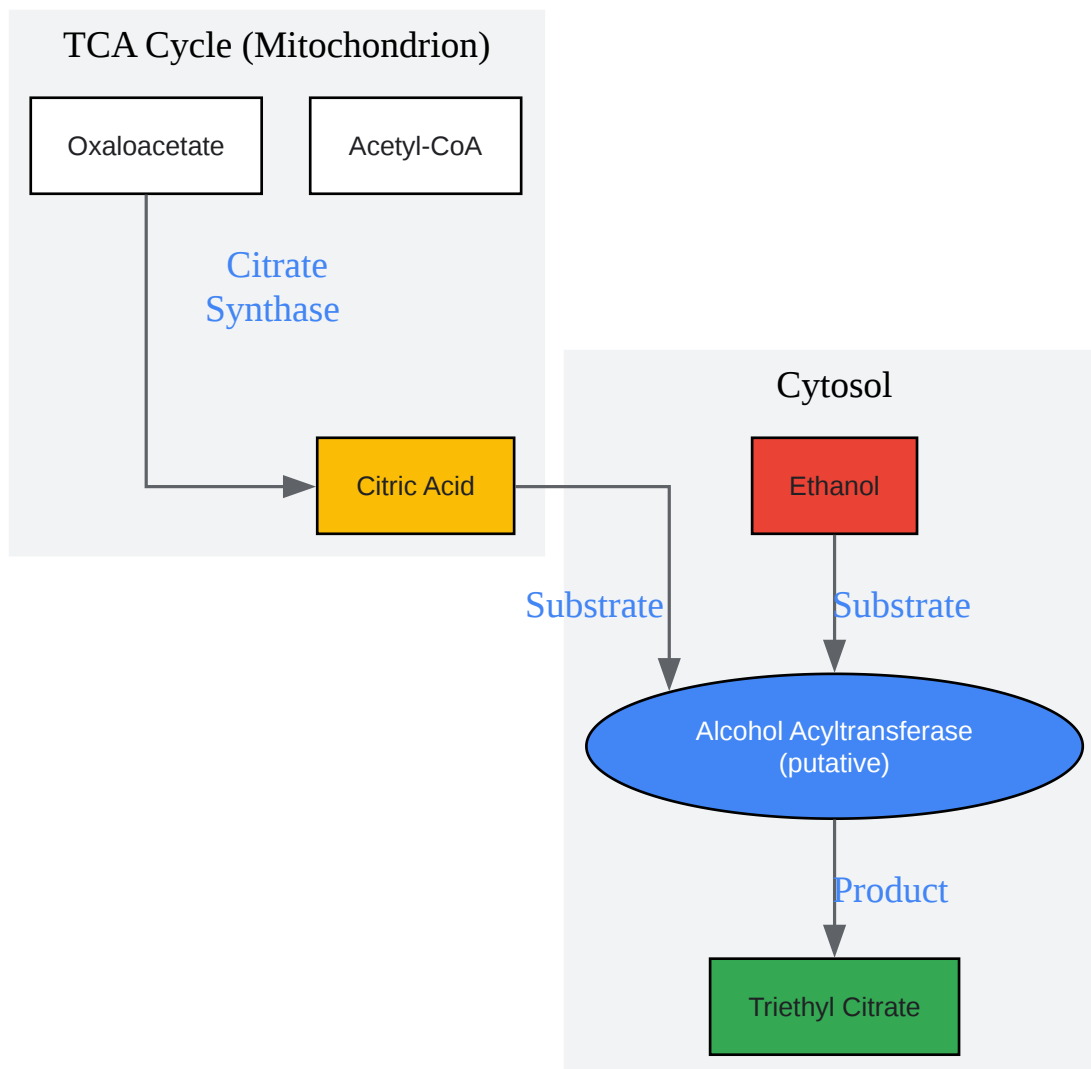 TCA Cycle (Mitochondrion)
Oxaloacetate
Acetyl-CoA
Citrate
Synthase
Cytosol
Citric Acid
Ethanol
Substrate
Substrate
Alcohol Acyltransferase
(putative)
Product
Triethyl Citrate